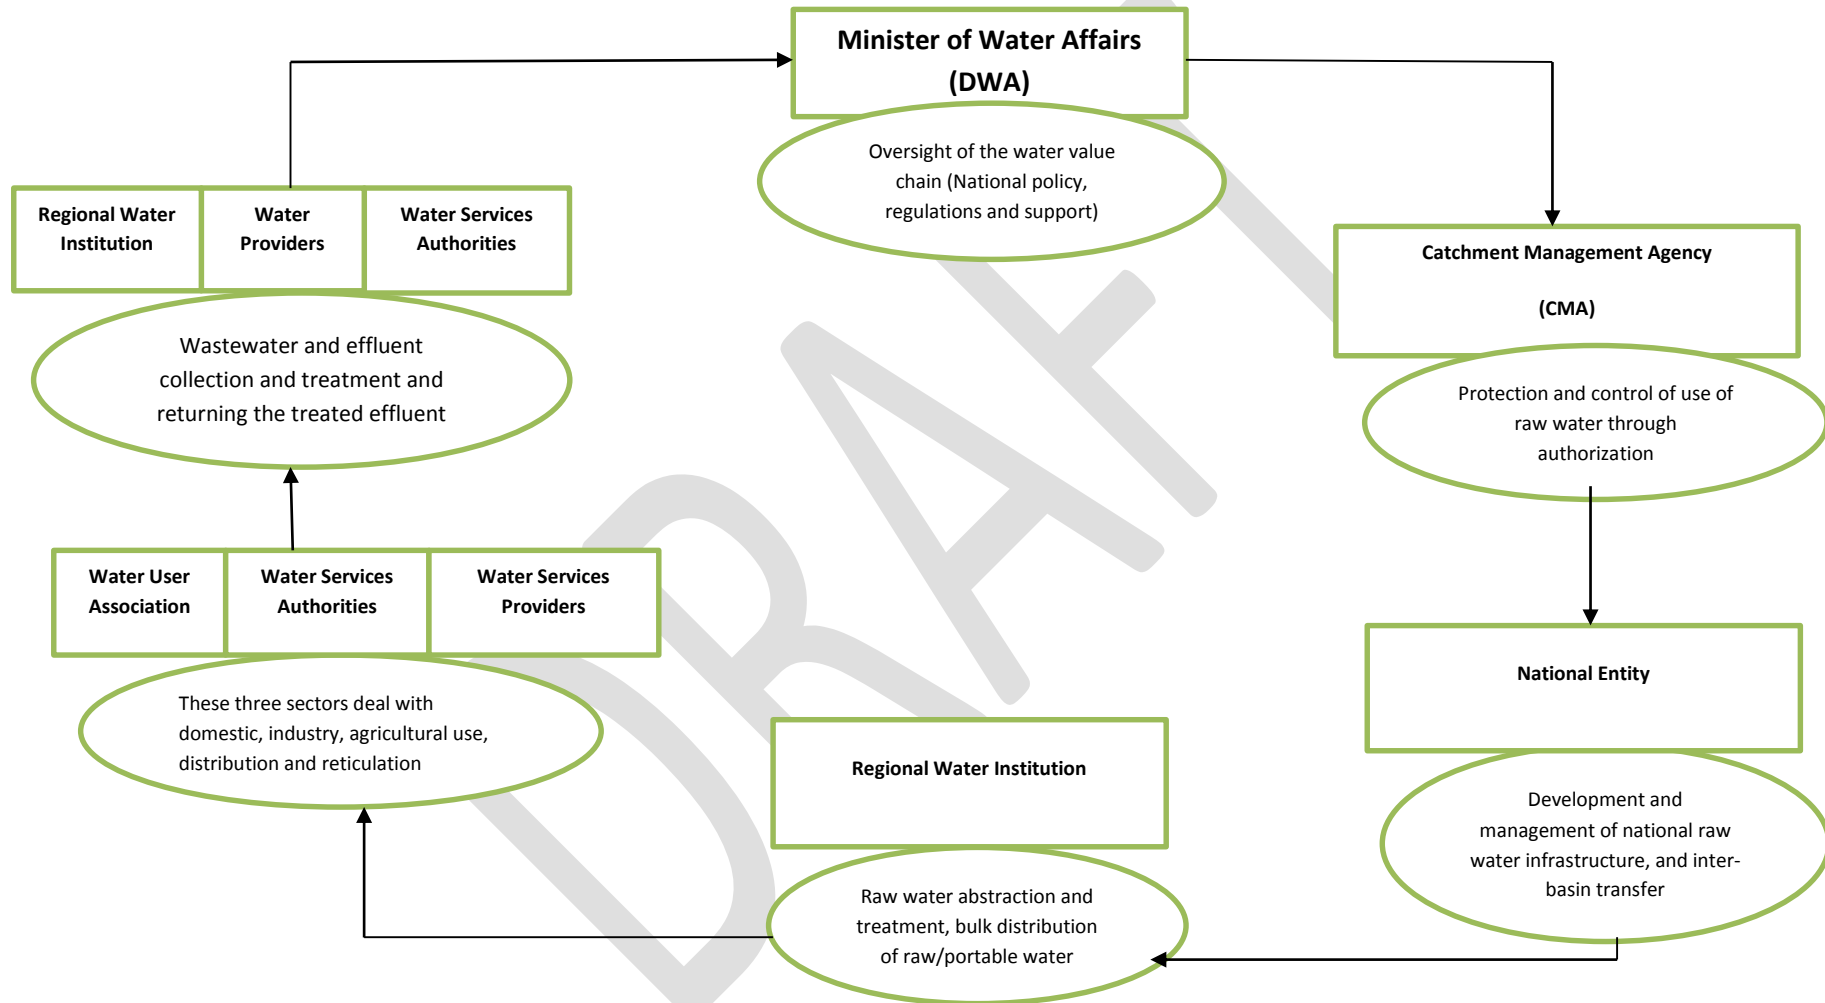 Minister of Water Affairs
(DWA)
Oversight of the water value
chain (National policy,
regulations and support)
Regional Water
Institution
Water
Providers
Water Services
Authorities
Wastewater and effluent
collection and treatment and
returning the treated effluent
Catchment Management Agency
(CMA)
Protection and control of use of
raw water through
authorization
Water User
Association
Water Services
Authorities
Water Services
Providers
These three sectors deal with
domestic, industry, agricultural use,
distribution and reticulation
National Entity
Development and
management of national raw
water infrastructure, and inter-
basin transfer
Regional Water Institution
Raw water abstraction and
treatment, bulk distribution
of raw/portable water
DRAFT